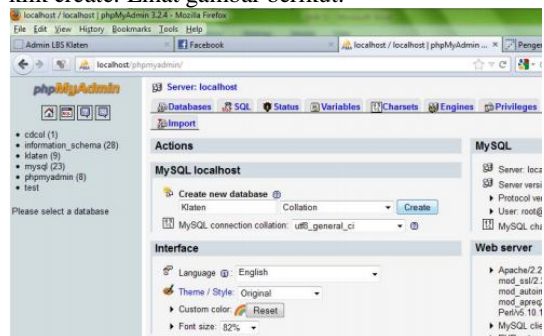 klik create. Lihat gambar berikut:
localhost / localhost | phpMyAdmin 3.2.4 - Mozilla Firefox
File Edit View History Bookmarks Tools Help
Admin LBS Klaten
Facebook
localhost / localhost | phpMyAdmin ...
Penger
localhost/phpmyadmin/
phpMyAdmin
cdcol (1)
information_schema (28)
klaten (9)
mysql (23)
phpmyadmin (8)
test
Please select a database
Server: localhost
Databases SQL Status Variables Charsets Engines Privileges
Import
Actions
MySQL localhost
Create new database
Klaten Collation Create
MySQL connection collation: utf8_general_ci
Interface
Language : English
Theme / Style: Original
Custom color: Reset
Font size: 82%
MySQL
Server: loca
Server versi
Protocol ver
User: root@
MySQL cha
Web server
Apache/2.2
mod_ssl/2.
mod_autoin
mod_apreq2
Perl/v5.10.1
MySQL clie